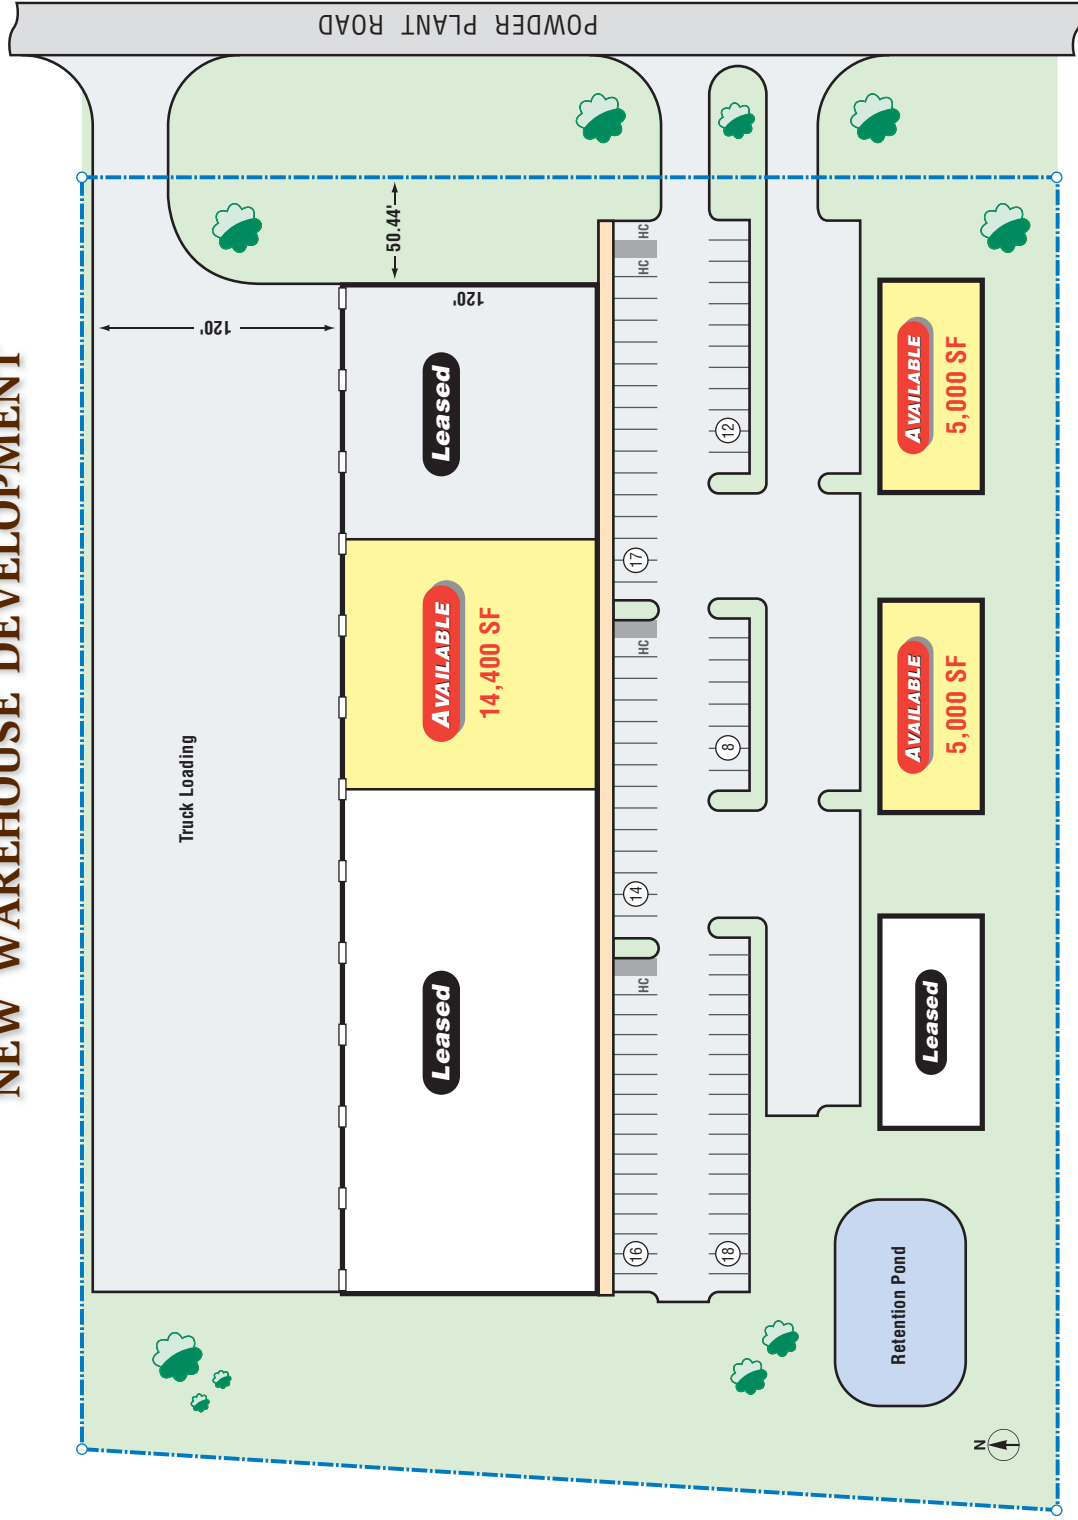 NEW WAREHOUSE DEVELOPMENT
POWDER PLANT ROAD
50.44'
120'
120'
Truck Loading
Leased
AVAILABLE
14,400 SF
Leased
HC
HC
17
HC
14
HC
16
12
8
18
AVAILABLE
5,000 SF
AVAILABLE
5,000 SF
Leased
Retention Pond
N